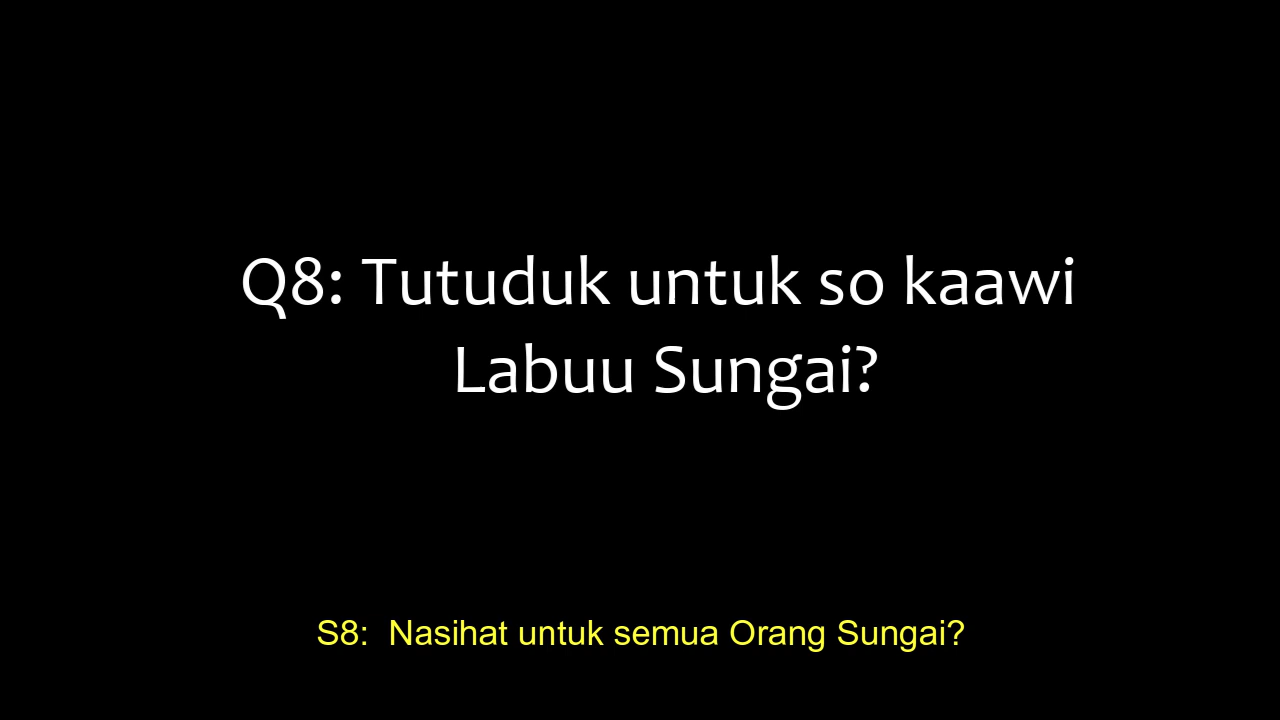 Q8: Tutuduk untuk so kaawi
Labuu Sungai?
S8: Nasihat untuk semua Orang Sungai?